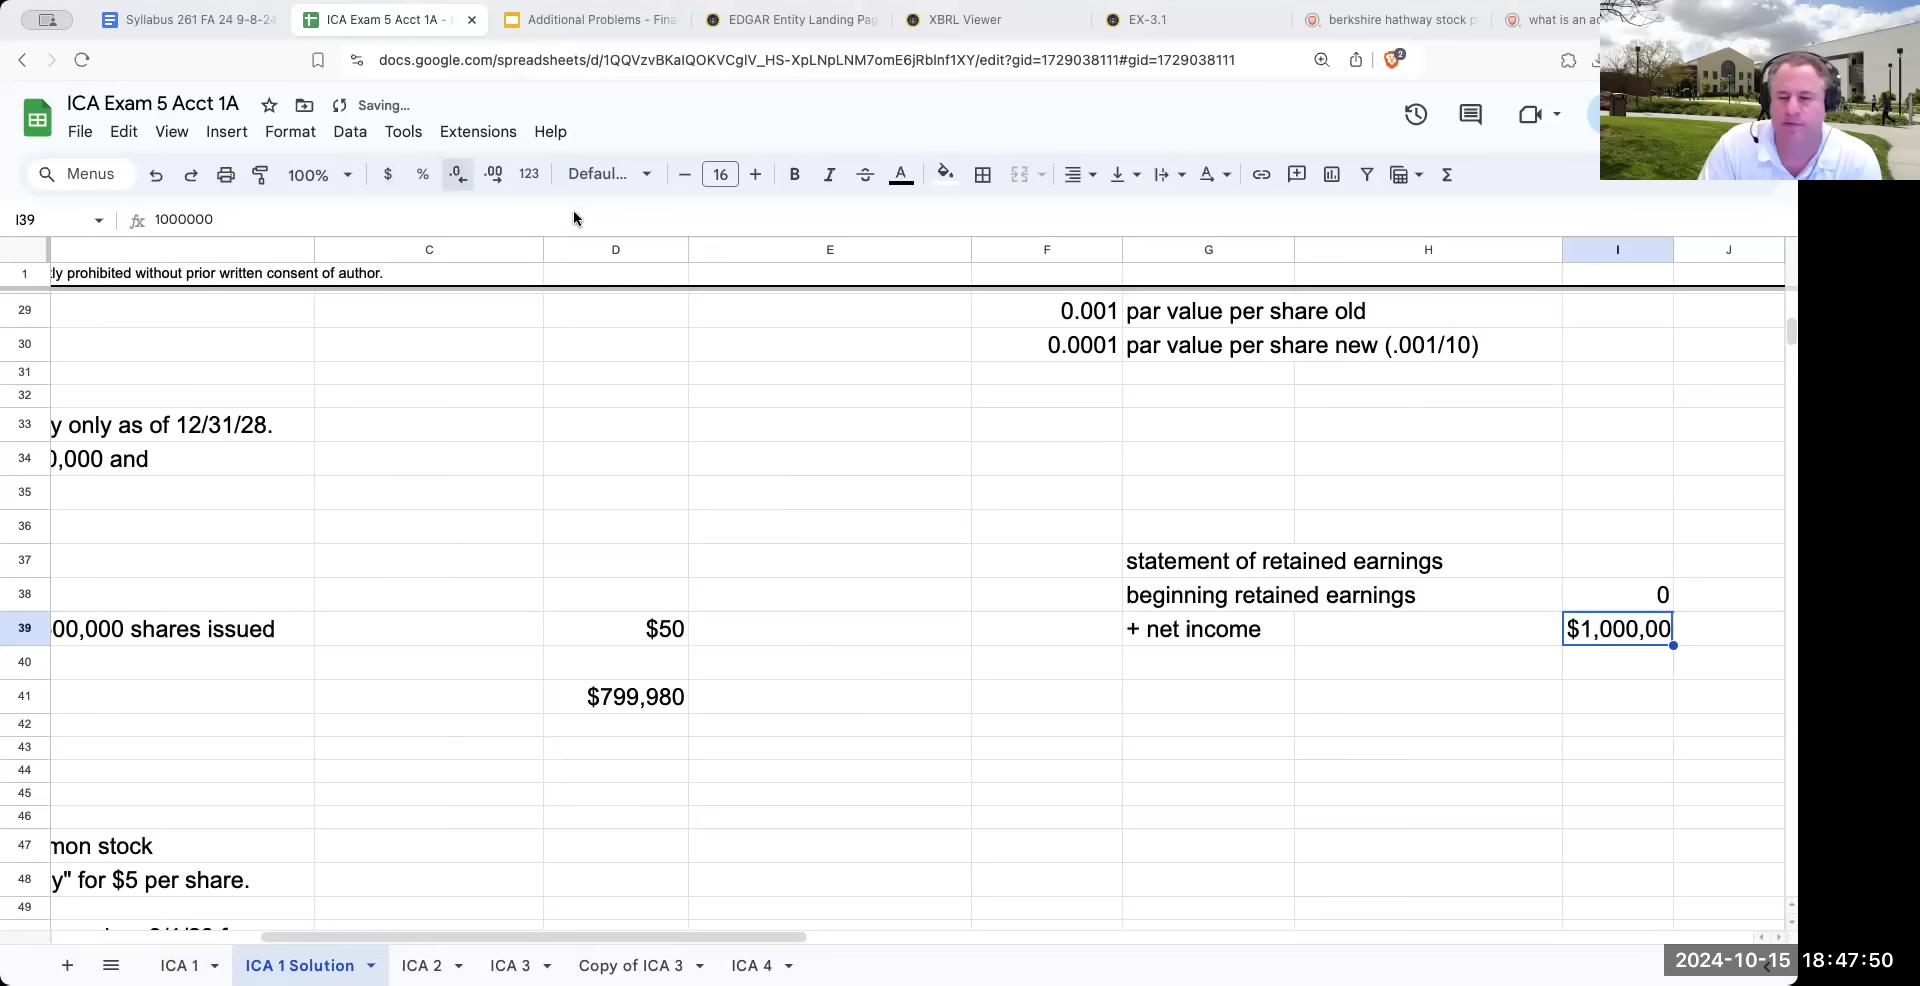 Syllabus 261 FA 24 9-8-24
ICA Exam 5 Acct 1A -
Additional Problems - Fina
EDGAR Entity Landing Pag
XBRL Viewer
EX-3.1
berkshire hathway stock p
what is an ac
docs.google.com/spreadsheets/d/1QQVzvBKaIQOKVCglV_HS-XpLNpLNM7omE6jRbInf1XY/edit?gid=1729038111#gid=1729038111
2
ICA Exam 5 Acct 1A
Saving...
File Edit View Insert Format Data Tools Extensions Help
Menus 100% $ % .0 .00 123 Defaul... 16 B I S A
I39 fx 1000000
C D E F G H I J
1 ly prohibited without prior written consent of author.
29 0.001 par value per share old
30 0.0001 par value per share new (.001/10)
31
32
33 y only as of 12/31/28.
34 0,000 and
35
36
37 statement of retained earnings
38 beginning retained earnings 0
39 00,000 shares issued $50 + net income $1,000,00
40
41 $799,980
42
43
44
45
46
47 mon stock
48 y" for $5 per share.
49
ICA 1 ICA 1 Solution ICA 2 ICA 3 Copy of ICA 3 ICA 4
2024-10-15 18:47:50